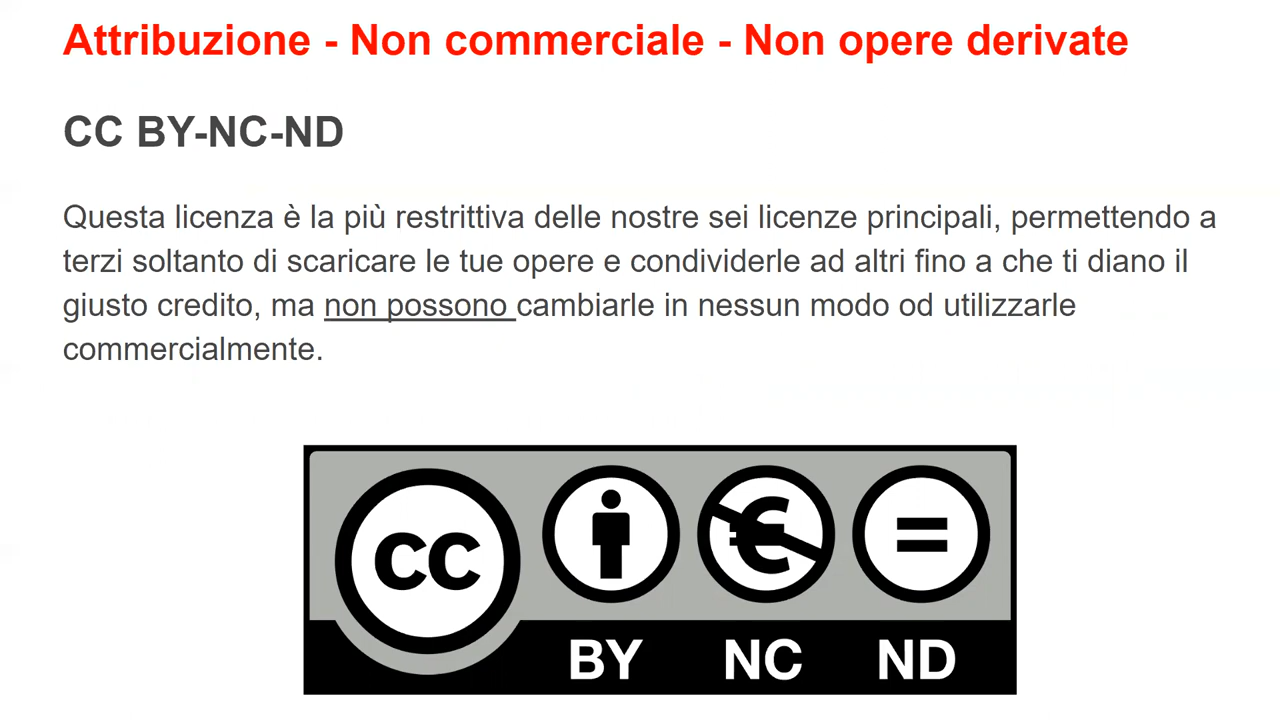 Attribuzione - Non commerciale - Non opere derivate
CC BY-NC-ND
Questa licenza è la più restrittiva delle nostre sei licenze principali, permettendo a
terzi soltanto di scaricare le tue opere e condividerle ad altri fino a che ti diano il
giusto credito, ma non possono cambiarle in nessun modo od utilizzarle
commercialmente.
cc € =
BY NC ND